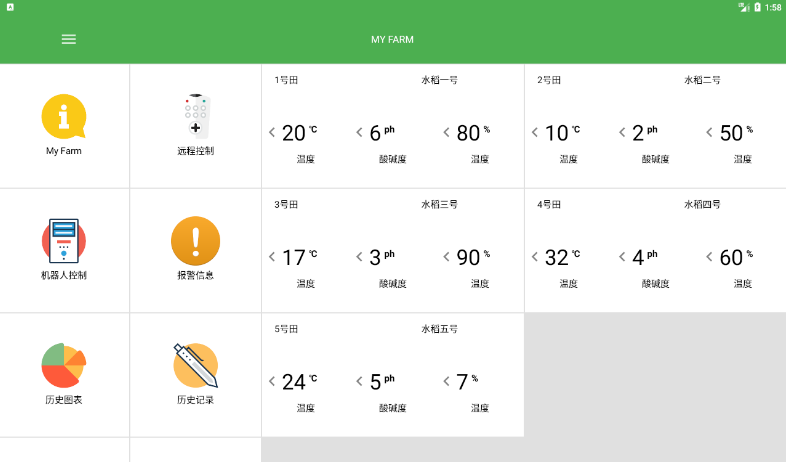 1:58
MY FARM
My Farm
远程控制
机器人控制
报警信息
历史图表
历史记录
1号田 水稻一号
20 ℃ 6 ph 80 %
温度 酸碱度 湿度
2号田 水稻二号
10 ℃ 2 ph 50 %
温度 酸碱度 湿度
3号田 水稻三号
17 ℃ 3 ph 90 %
温度 酸碱度 湿度
4号田 水稻四号
32 ℃ 4 ph 60 %
温度 酸碱度 湿度
5号田 水稻五号
24 ℃ 5 ph 7 %
温度 酸碱度 湿度